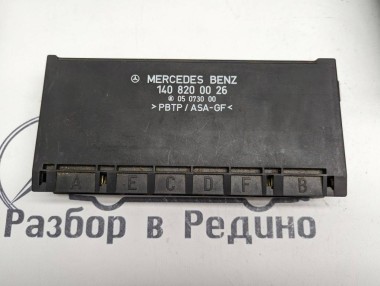 MERCEDES BENZ
140 820 00 26
05 0730 00
>PBTP/ASA-GF<
A E C D F B
Разбор в Редино